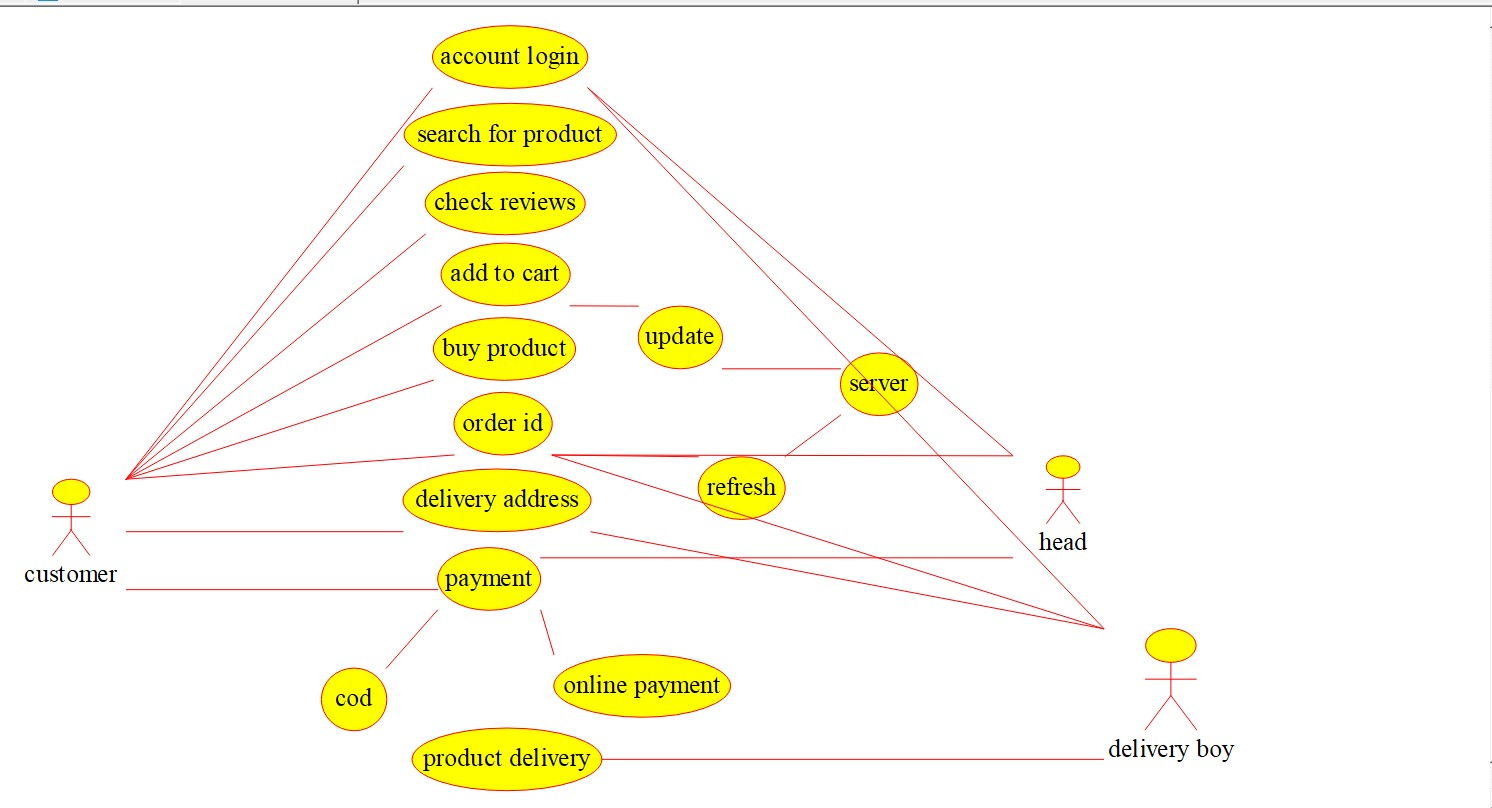 account login
search for product
check reviews
add to cart
update
buy product
server
order id
refresh
delivery address
head
customer
payment
online payment
cod
delivery boy
product delivery